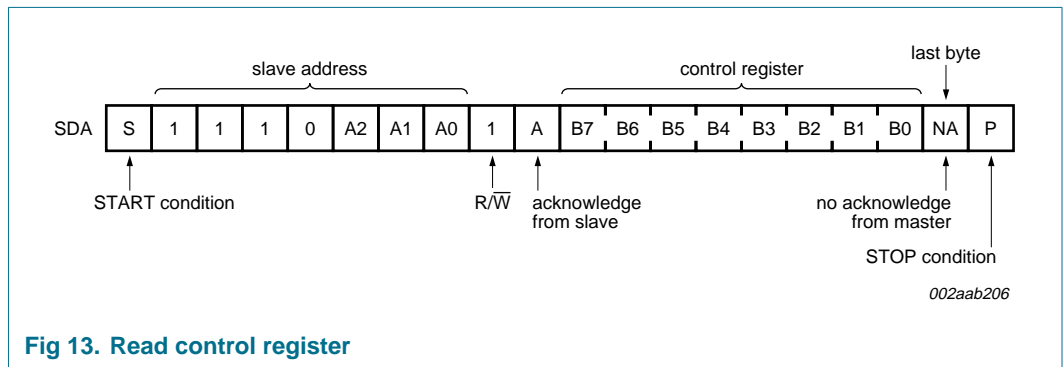 last byte
slave address control register
SDA S 1 1 1 0 A2 A1 A0 1 A B7 B6 B5 B4 B3 B2 B1 B0 NA P
START condition R/W̅ acknowledge from slave no acknowledge from master
STOP condition
002aab206
Fig 13. Read control register